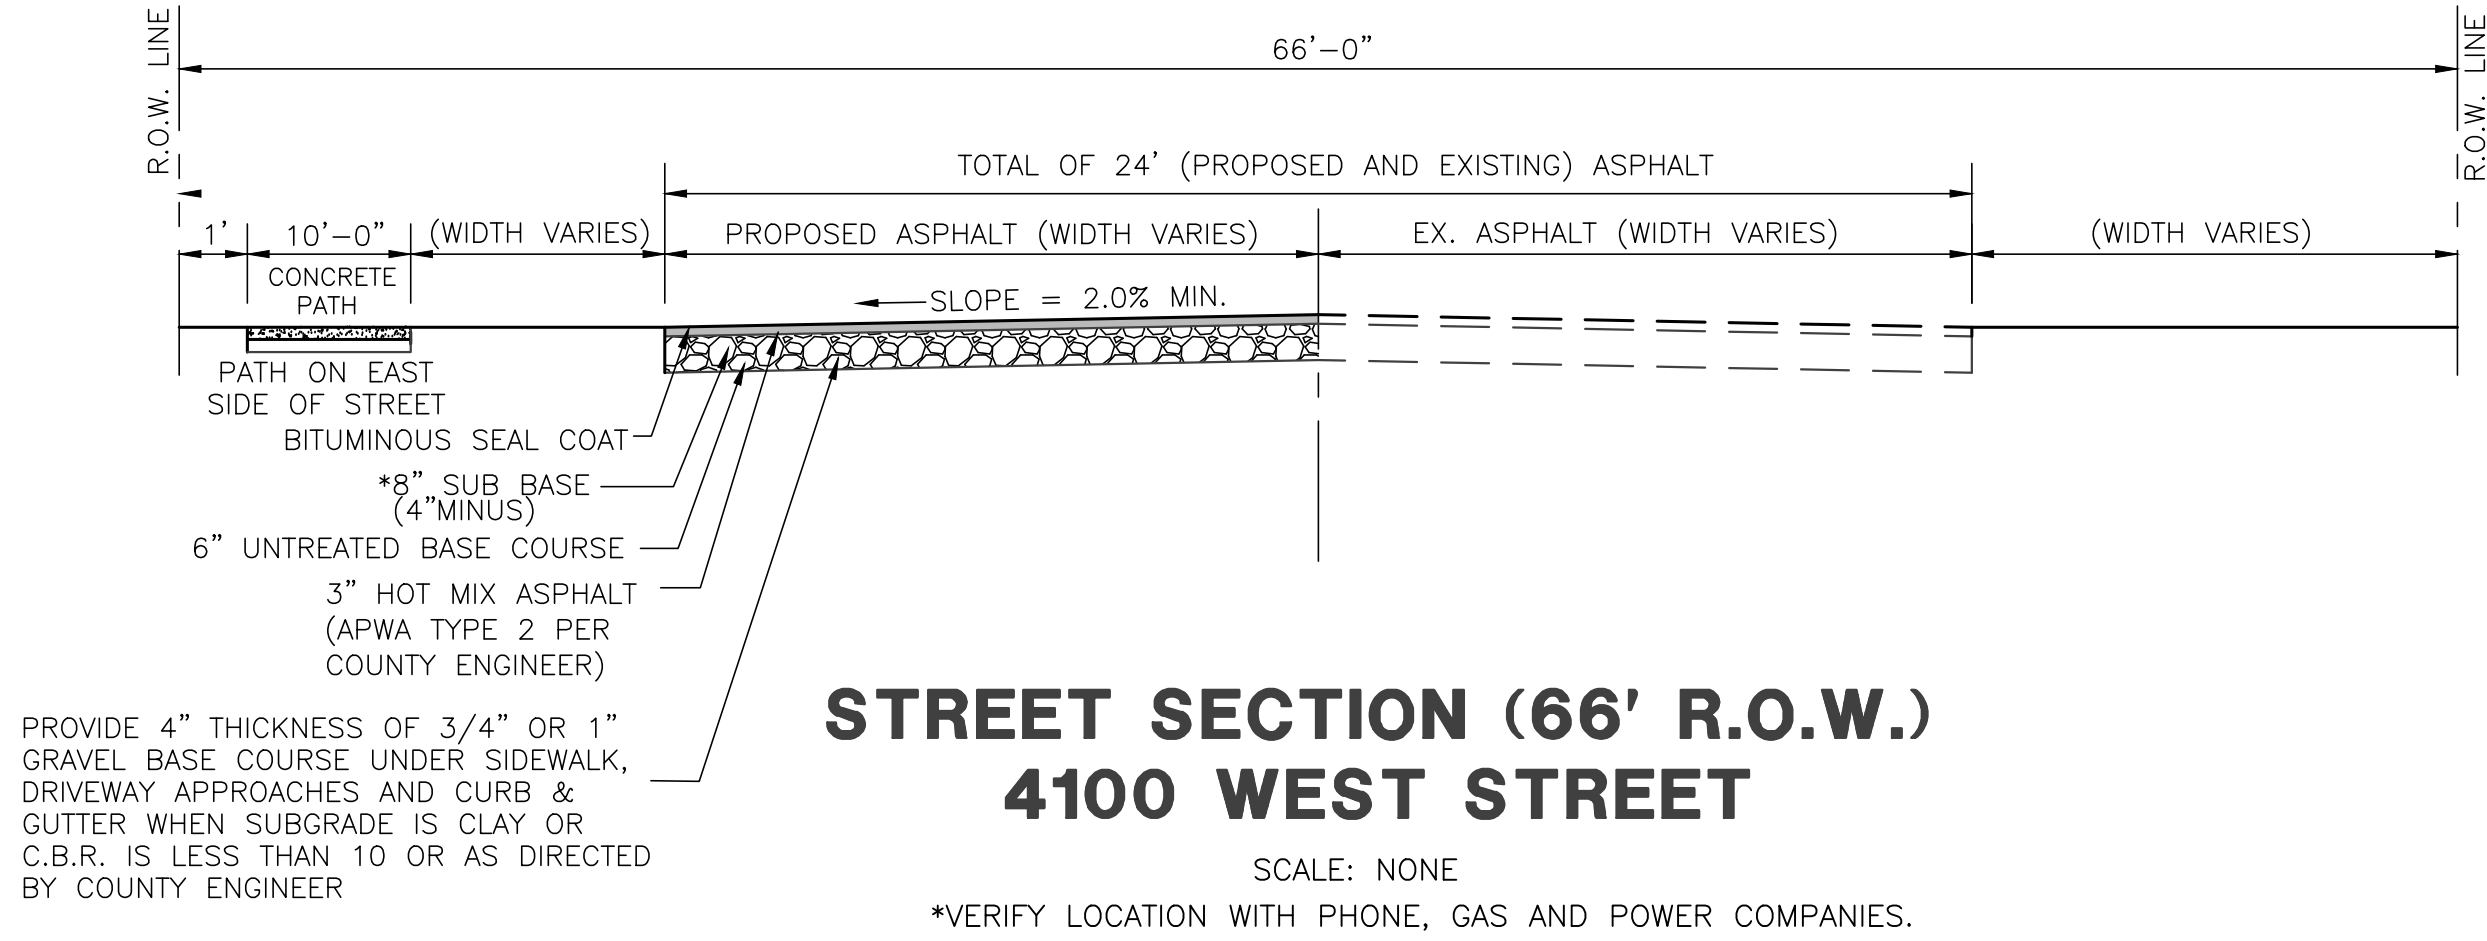 R.O.W. LINE
66'-0"
R.O.W. LINE
TOTAL OF 24' (PROPOSED AND EXISTING) ASPHALT
1'
10'-0"
(WIDTH VARIES)
PROPOSED ASPHALT (WIDTH VARIES)
EX. ASPHALT (WIDTH VARIES)
(WIDTH VARIES)
CONCRETE
PATH
SLOPE = 2.0% MIN.
PATH ON EAST
SIDE OF STREET
BITUMINOUS SEAL COAT
*8" SUB BASE
(4"MINUS)
6" UNTREATED BASE COURSE
3" HOT MIX ASPHALT
(APWA TYPE 2 PER
COUNTY ENGINEER)
PROVIDE 4" THICKNESS OF 3/4" OR 1"
GRAVEL BASE COURSE UNDER SIDEWALK,
DRIVEWAY APPROACHES AND CURB &
GUTTER WHEN SUBGRADE IS CLAY OR
C.B.R. IS LESS THAN 10 OR AS DIRECTED
BY COUNTY ENGINEER
STREET SECTION (66' R.O.W.)
4100 WEST STREET
SCALE: NONE
*VERIFY LOCATION WITH PHONE, GAS AND POWER COMPANIES.